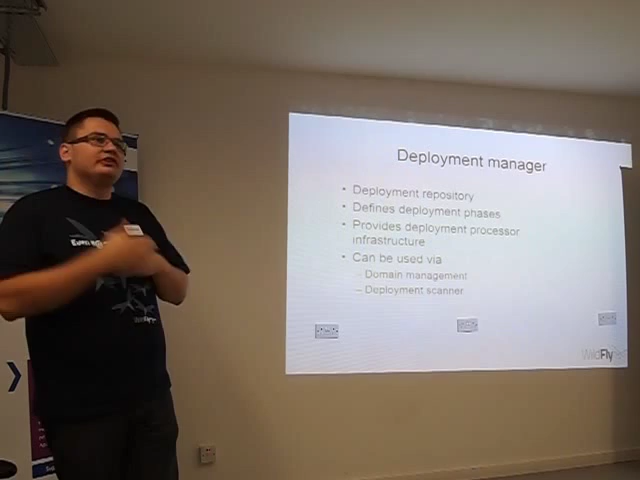 Deployment manager
• Deployment repository
• Defines deployment phases
• Provides deployment processor
infrastructure
• Can be used via
– Domain management
– Deployment scanner
WildFly